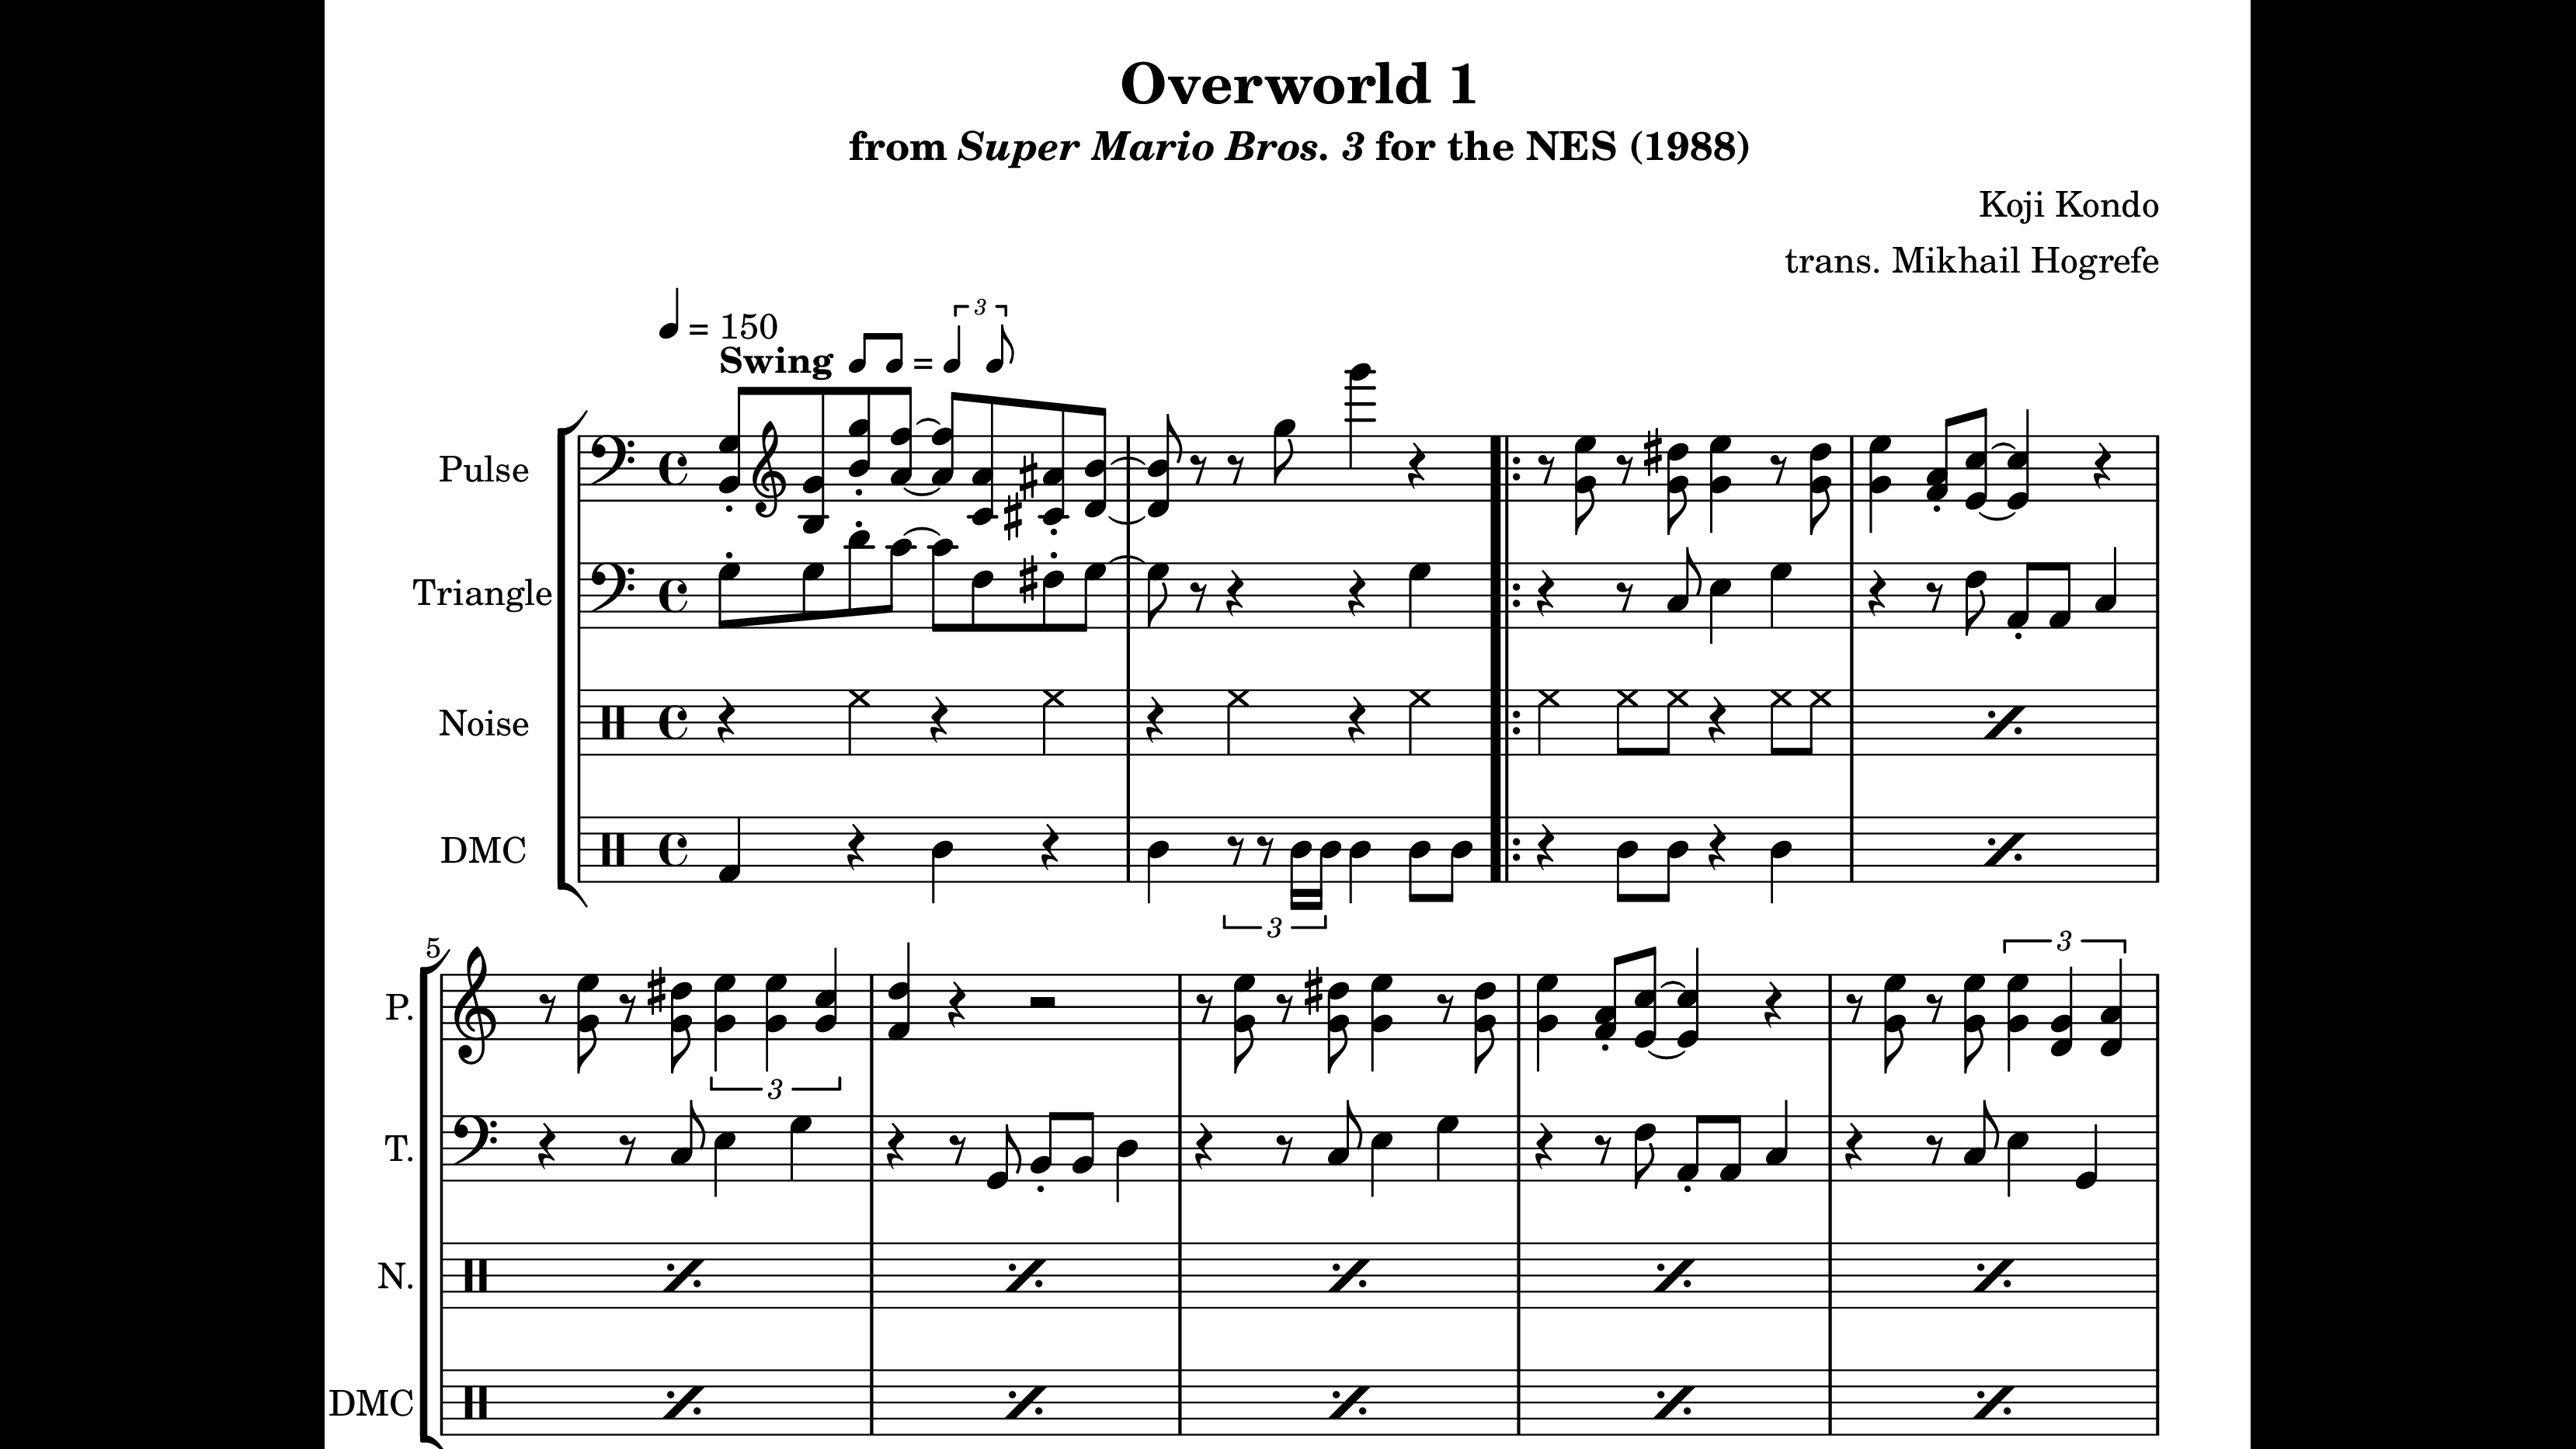 Overworld 1
from Super Mario Bros. 3 for the NES (1988)
Koji Kondo
trans. Mikhail Hogrefe
= 150
Swing = 3
Pulse
Triangle
Noise
DMC
3
5
3
3
P.
T.
N.
DMC